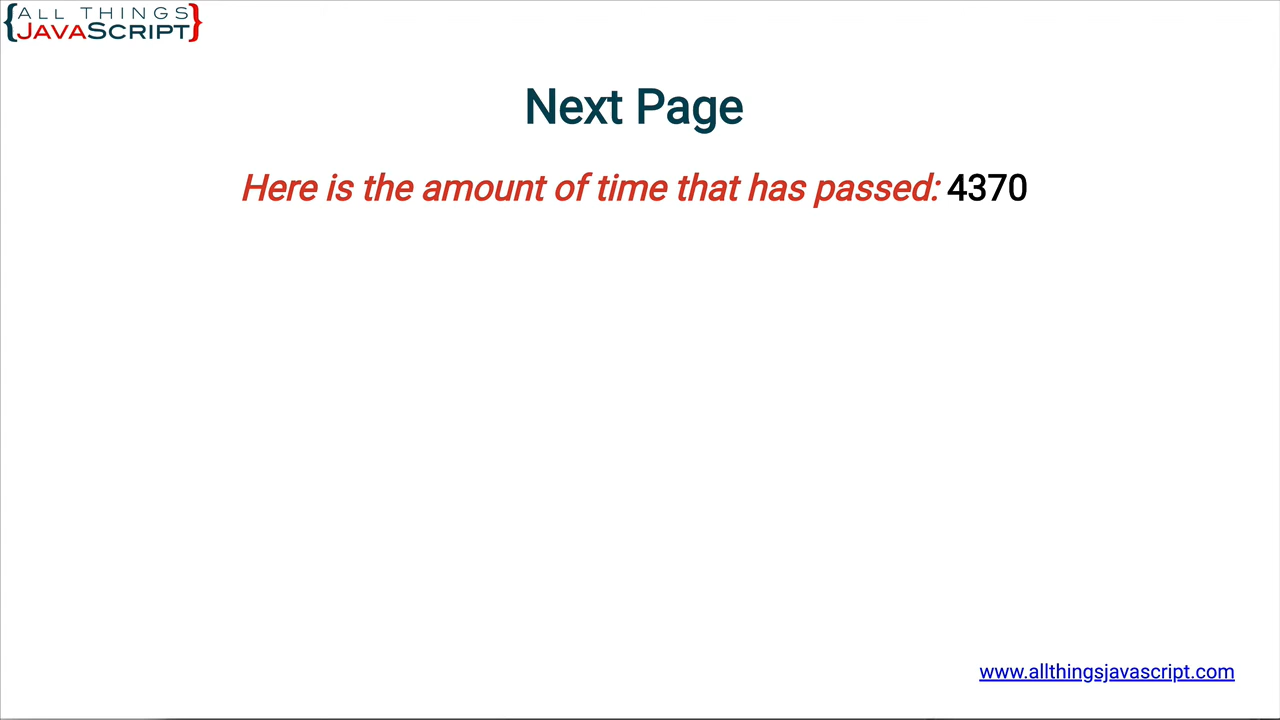 {ALL THINGS
JAVASCRIPT}
Next Page
Here is the amount of time that has passed: 4370
www.allthingsjavascript.com